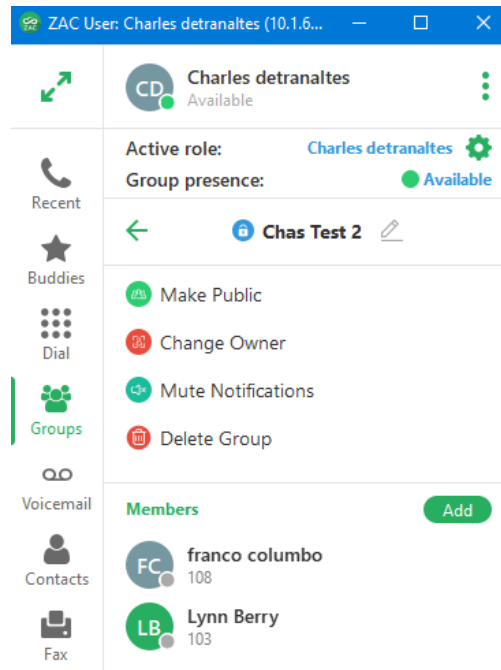 ZAC User: Charles detranaltes (10.1.6...
CD
Charles detranaltes
Available
Active role: Charles detranaltes
Group presence: Available
Recent
Buddies
Dial
Groups
Voicemail
Contacts
Fax
Chas Test 2
Make Public
Change Owner
Mute Notifications
Delete Group
Members Add
FC
franco columbo
108
LB
Lynn Berry
103